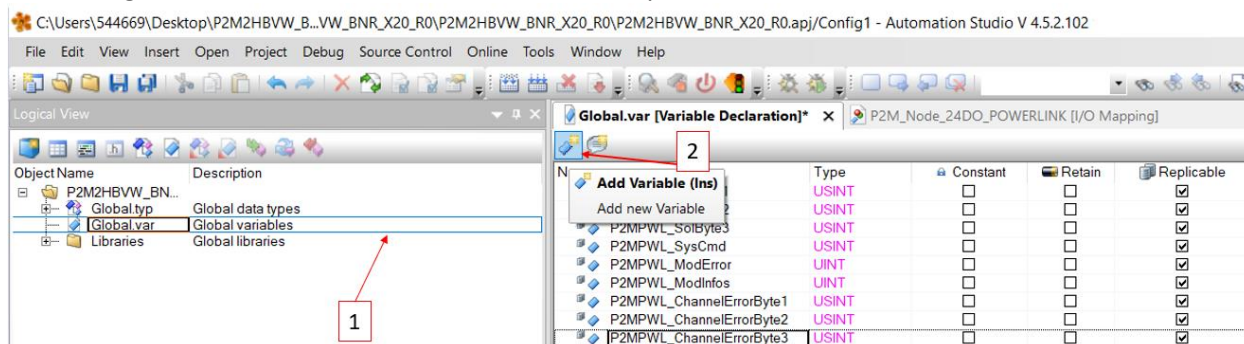 C:\Users\544669\Desktop\P2M2HBVW_B...VW_BNR_X20_R0\P2M2HBVW_BNR_X20_R0\P2M2HBVW_BNR_X20_R0.apj/Config1 - Automation Studio V 4.5.2.102
File Edit View Insert Open Project Debug Source Control Online Tools Window Help
Logical View
Object Name Description
P2M2HBVW_BN...
Global.typ Global data types
Global.var Global variables
Libraries Global libraries
1
Global.var [Variable Declaration]* P2M_Node_24DO_POWERLINK [I/O Mapping]
2
Type Constant Retain Replicable
Add Variable (Ins)
USINT
Add new Variable
USINT
P2MPWL_SolByte3 USINT
P2MPWL_SysCmd USINT
P2MPWL_ModError UINT
P2MPWL_ModInfos UINT
P2MPWL_ChannelErrorByte1 USINT
P2MPWL_ChannelErrorByte2 USINT
P2MPWL_ChannelErrorByte3 USINT